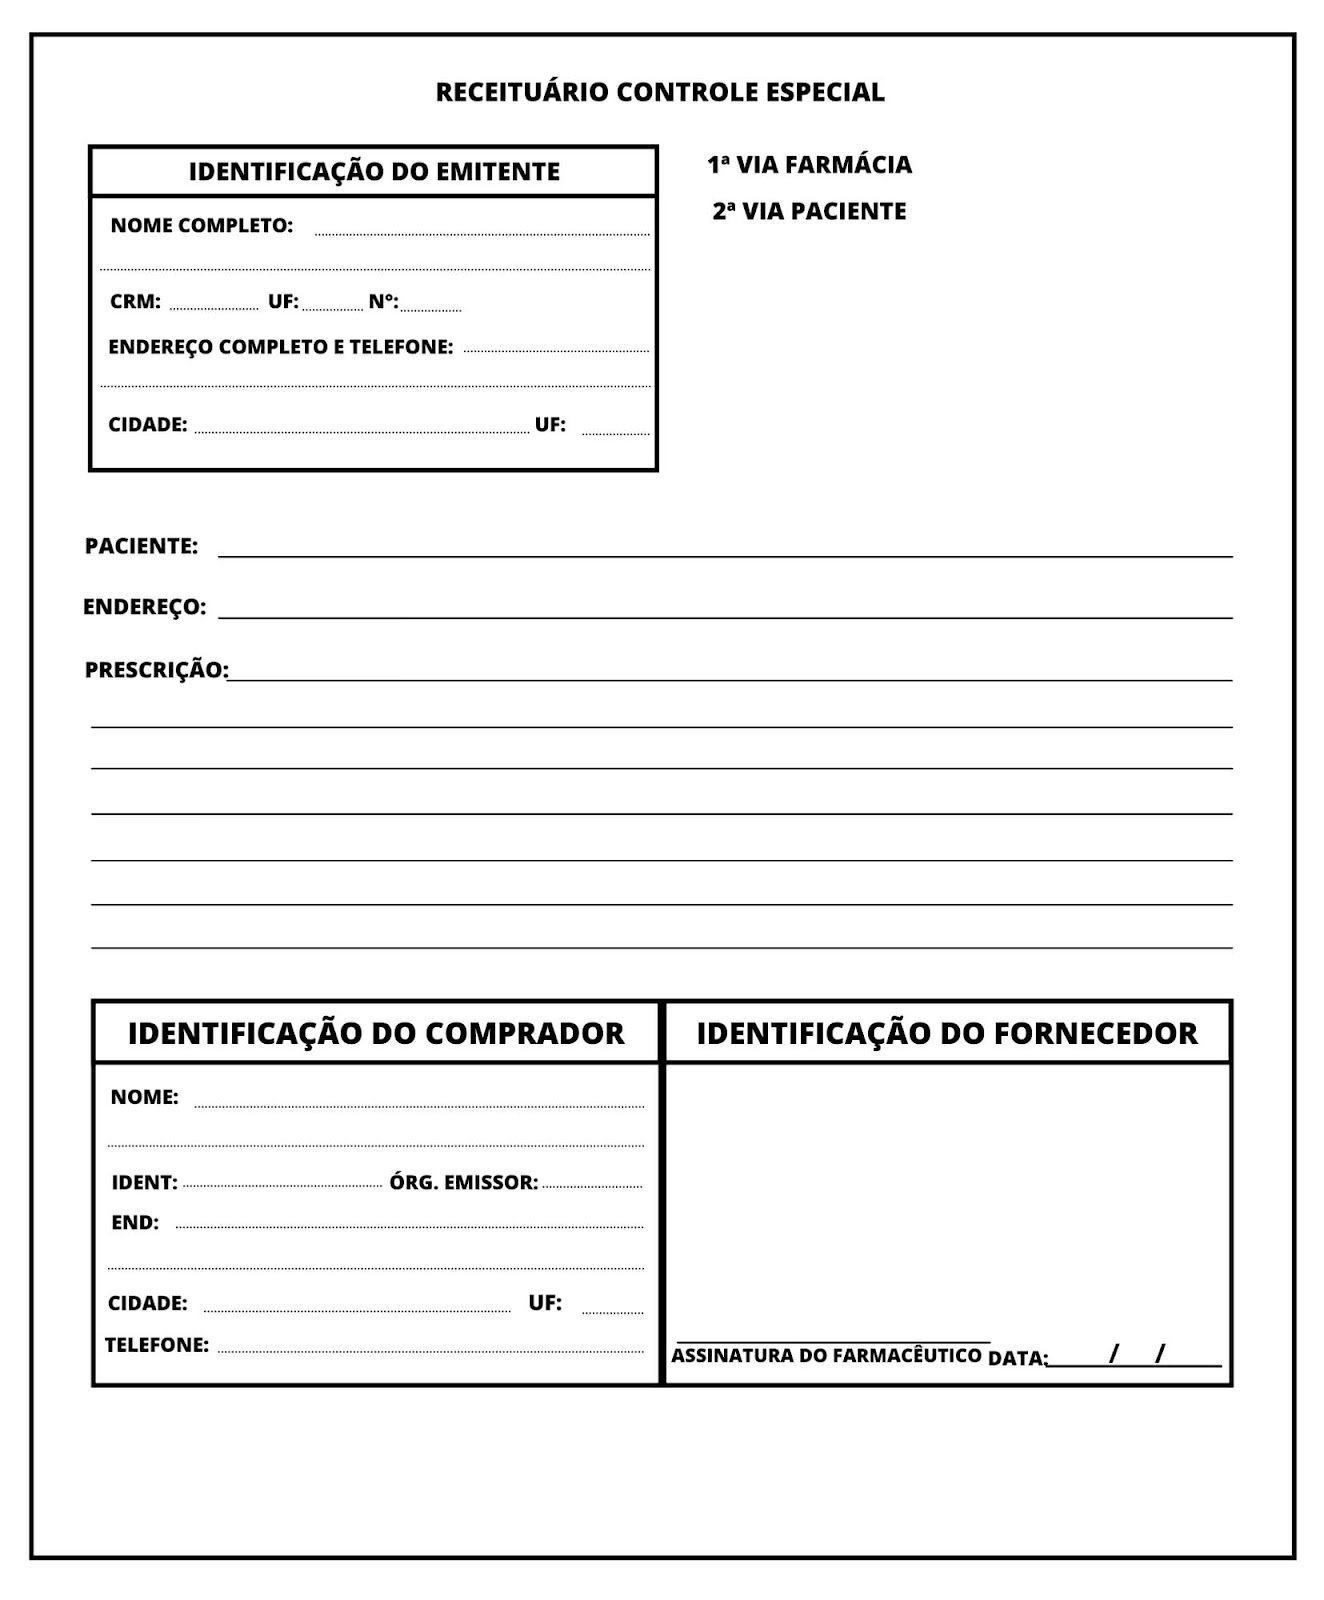 RECEITUÁRIO CONTROLE ESPECIAL
IDENTIFICAÇÃO DO EMITENTE
1ª VIA FARMÁCIA
2ª VIA PACIENTE
NOME COMPLETO:
CRM: UF: Nº:
ENDEREÇO COMPLETO E TELEFONE:
CIDADE: UF:
PACIENTE:
ENDEREÇO:
PRESCRIÇÃO:
IDENTIFICAÇÃO DO COMPRADOR
NOME:
IDENT: ÓRG. EMISSOR:
END:
CIDADE: UF:
TELEFONE:
IDENTIFICAÇÃO DO FORNECEDOR
ASSINATURA DO FARMACÊUTICO DATA: / /